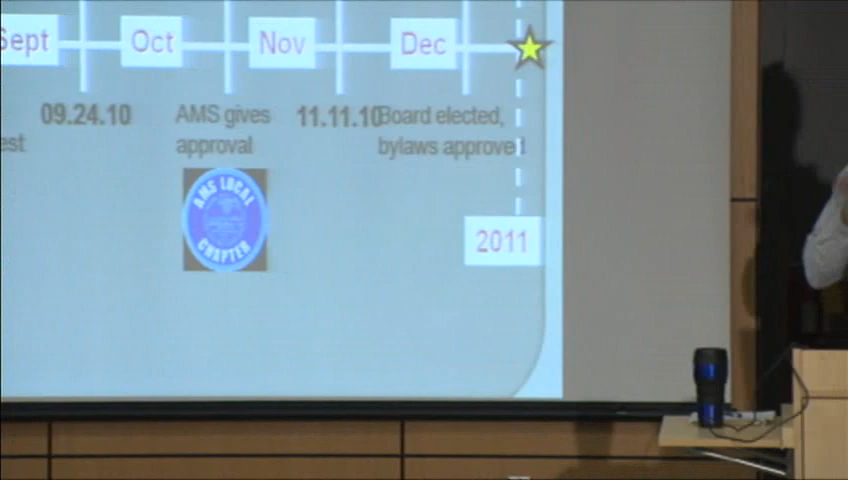 Sept Oct Nov Dec
09.24.10 AMS gives 11.11.10 Board elected,
est approval bylaws approved
AMS LOCAL
CHAPTER
2011